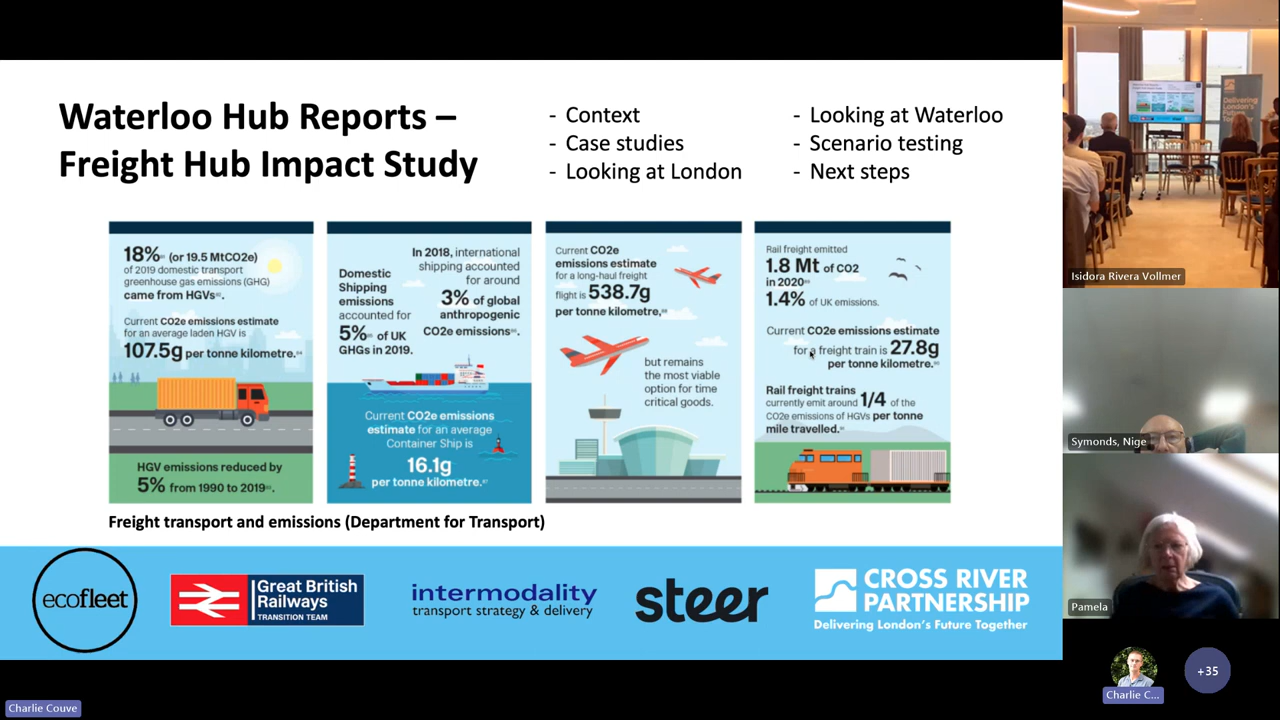 Waterloo Hub Reports –
Freight Hub Impact Study
- Context
- Case studies
- Looking at London
- Looking at Waterloo
- Scenario testing
- Next steps
18% (or 19.5 MtCO2e)
of 2019 domestic transport
greenhouse gas emissions (GHG)
came from HGVs.
Current CO2e emissions estimate
for an average laden HGV is
107.5g per tonne kilometre.
HGV emissions reduced by
5% from 1990 to 2019.
In 2018, international
shipping accounted
for around
3% of global
anthropogenic
CO2e emissions.
Domestic
Shipping
emissions
accounted for
5% of UK
GHGs in 2019.
Current CO2e emissions
estimate for an average
Container Ship is
16.1g
per tonne kilometre.
Current CO2e
emissions estimate
for a long-haul freight
flight is 538.7g
per tonne kilometre,
but remains
the most viable
option for time
critical goods.
Rail freight emitted
1.8 Mt of CO2
in 2020
1.4% of UK emissions.
Current CO2e emissions estimate
for a freight train is 27.8g
per tonne kilometre.
Rail freight trains
currently emit around 1/4 of the
CO2e emissions of HGVs per tonne
mile travelled.
Freight transport and emissions (Department for Transport)
ecofleet
Great British
Railways
TRANSITION TEAM
intermodality
transport strategy & delivery
steer
CROSS RIVER
PARTNERSHIP
Delivering London's Future Together
Delivering
London's
Future
Isidora Rivera Vollmer
Symonds, Nige
Pamela
Charlie C...
+35
Charlie Couve